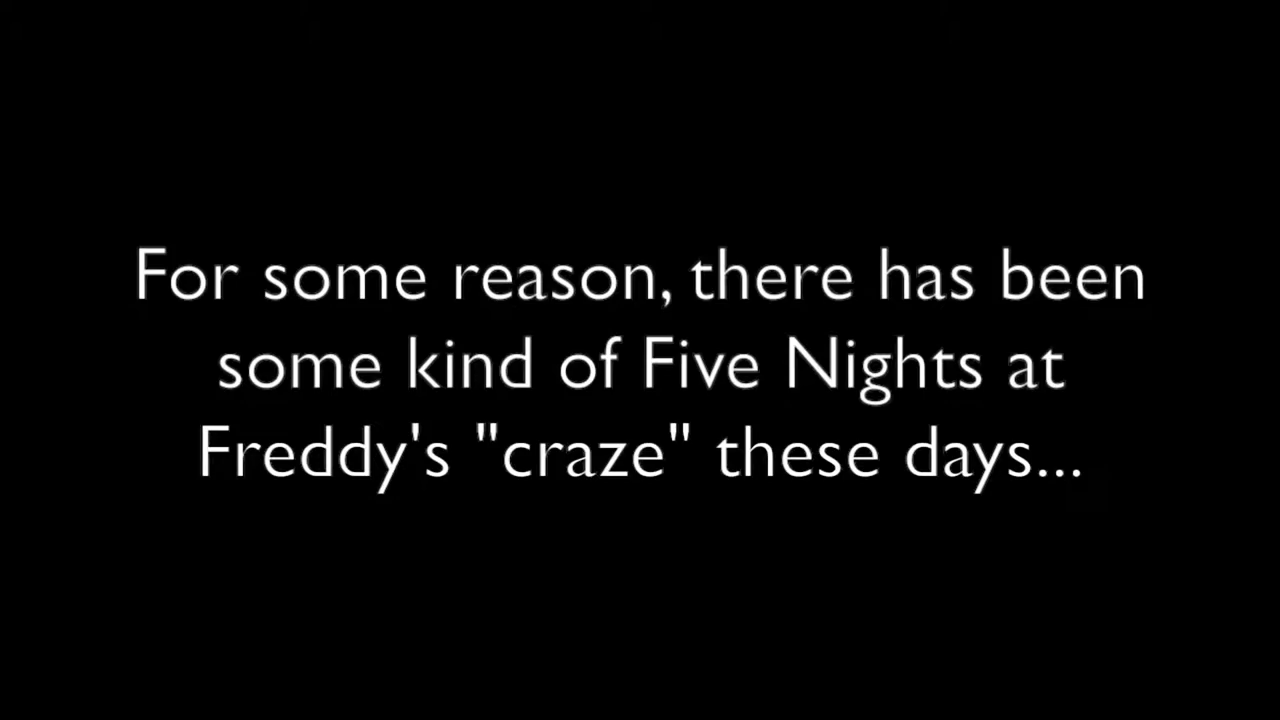 For some reason, there has been
some kind of Five Nights at
Freddy's "craze" these days...